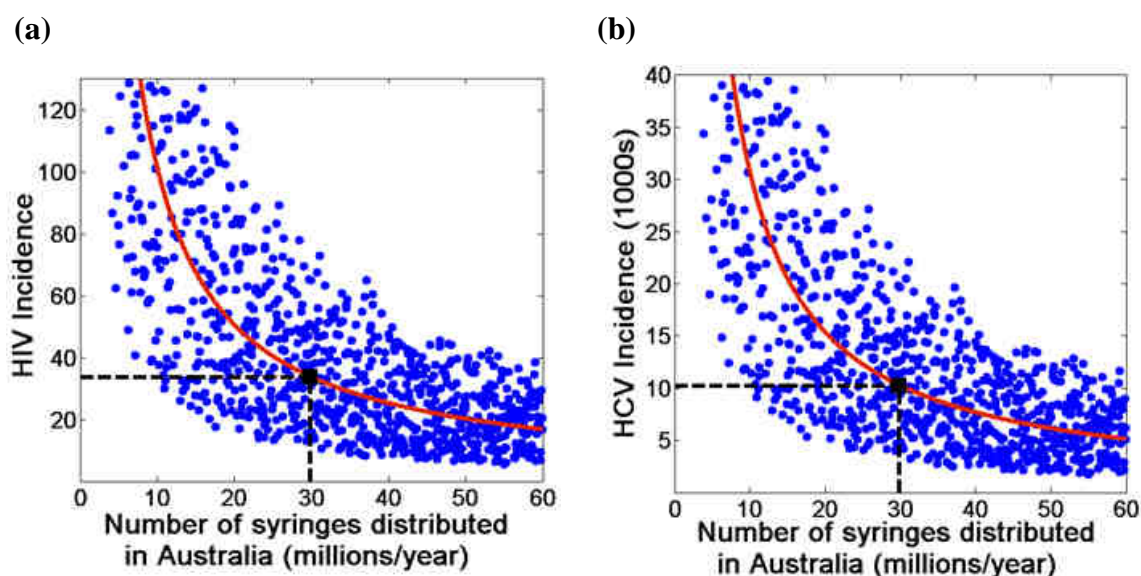 (a)
HIV Incidence
120
100
80
60
40
20
0 10 20 30 40 50 60
Number of syringes distributed
in Australia (millions/year)
(b)
HCV Incidence (1000s)
40
35
30
25
20
15
10
5
0 10 20 30 40 50 60
Number of syringes distributed
in Australia (millions/year)